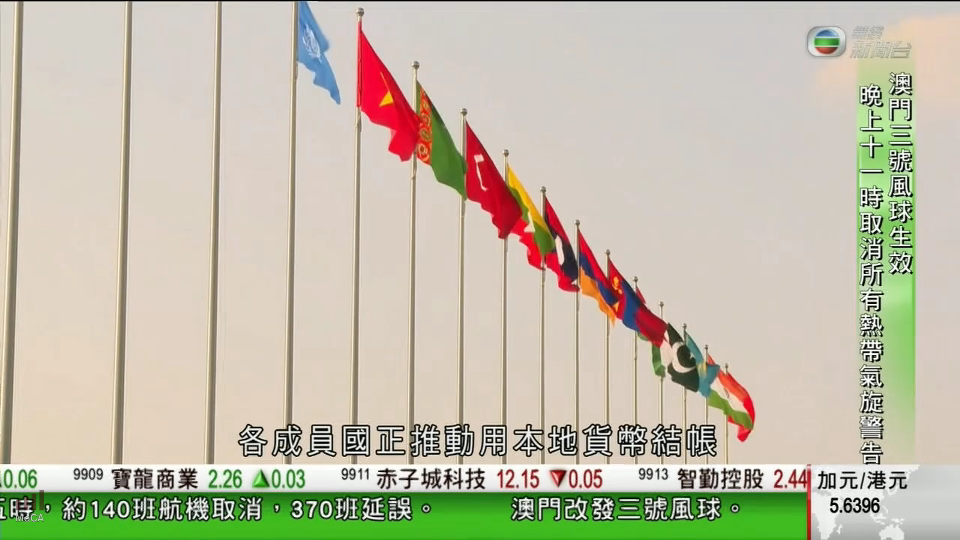 無綫新聞台
澳門三號風球生效
晚上十一時取消所有熱帶氣旋警告
各成員國正推動用本地貨幣結帳
0.06 9909 寶龍商業 2.26 ▲0.03 9911 赤子城科技 12.15 ▼0.05 9913 智勤控股 2.44
加元/港元
5.6396
五時，約140班航機取消，370班延誤。 澳門改發三號風球。